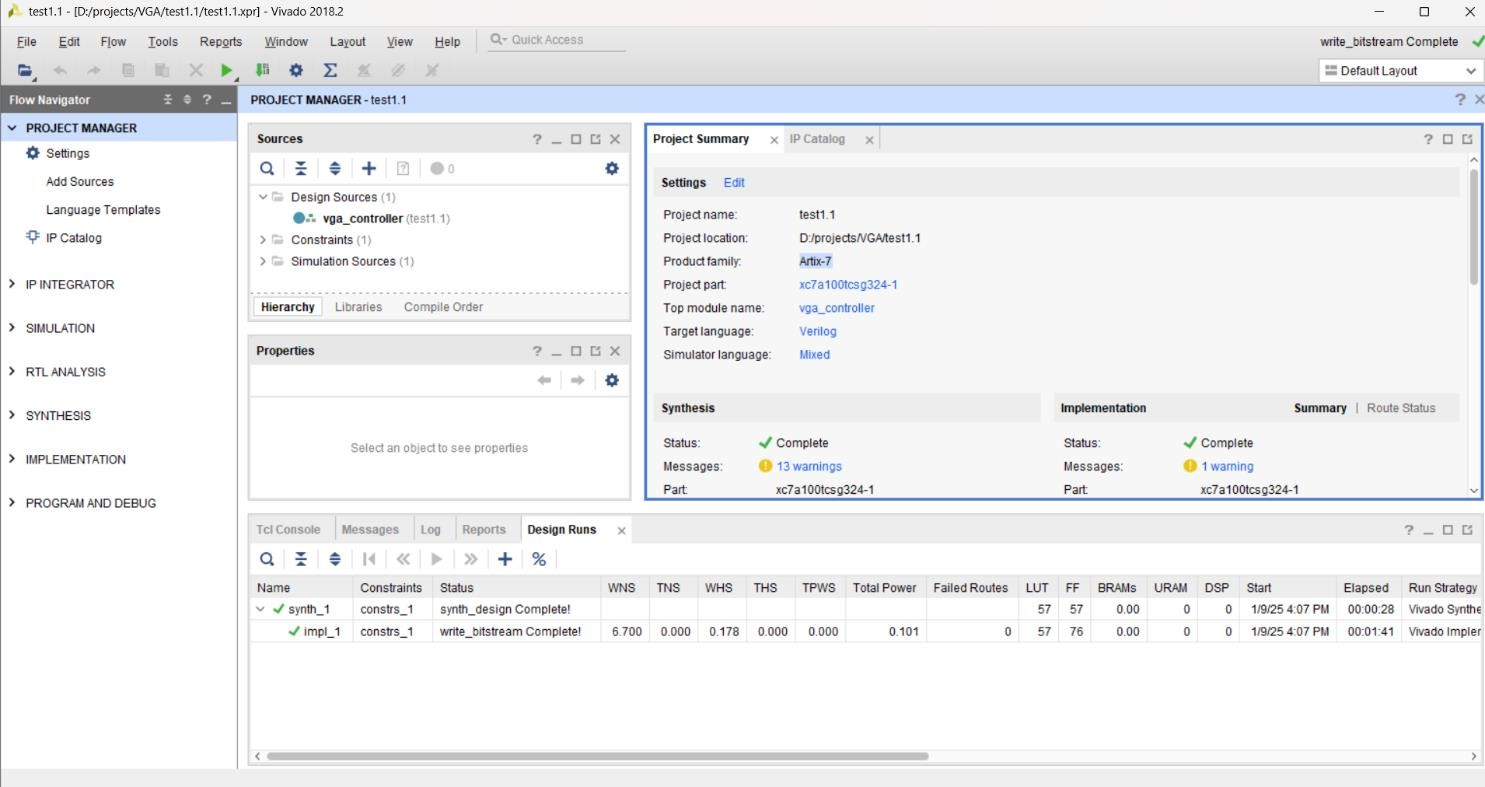 test1.1 - [D:/projects/VGA/test1.1/test1.1.xpr] - Vivado 2018.2
File Edit Flow Tools Reports Window Layout View Help Quick Access
write_bitstream Complete
Default Layout
Flow Navigator
PROJECT MANAGER
Settings
Add Sources
Language Templates
IP Catalog
IP INTEGRATOR
SIMULATION
RTL ANALYSIS
SYNTHESIS
IMPLEMENTATION
PROGRAM AND DEBUG
PROJECT MANAGER - test1.1
Sources
0
Design Sources (1)
vga_controller (test1.1)
Constraints (1)
Simulation Sources (1)
Hierarchy Libraries Compile Order
Properties
Select an object to see properties
Project Summary IP Catalog
Settings Edit
Project name: test1.1
Project location: D:/projects/VGA/test1.1
Product family: Artix-7
Project part: xc7a100tcsg324-1
Top module name: vga_controller
Target language: Verilog
Simulator language: Mixed
Synthesis
Status: Complete
Messages: 13 warnings
Part: xc7a100tcsg324-1
Implementation Summary | Route Status
Status: Complete
Messages: 1 warning
Part: xc7a100tcsg324-1
Tcl Console Messages Log Reports Design Runs
Name Constraints Status WNS TNS WHS THS TPWS Total Power Failed Routes LUT FF BRAMs URAM DSP Start Elapsed Run Strategy
synth_1 constrs_1 synth_design Complete! 57 57 0.00 0 0 1/9/25 4:07 PM 00:00:28 Vivado Synthe
impl_1 constrs_1 write_bitstream Complete! 6.700 0.000 0.178 0.000 0.000 0.101 0 57 76 0.00 0 0 1/9/25 4:07 PM 00:01:41 Vivado Impler